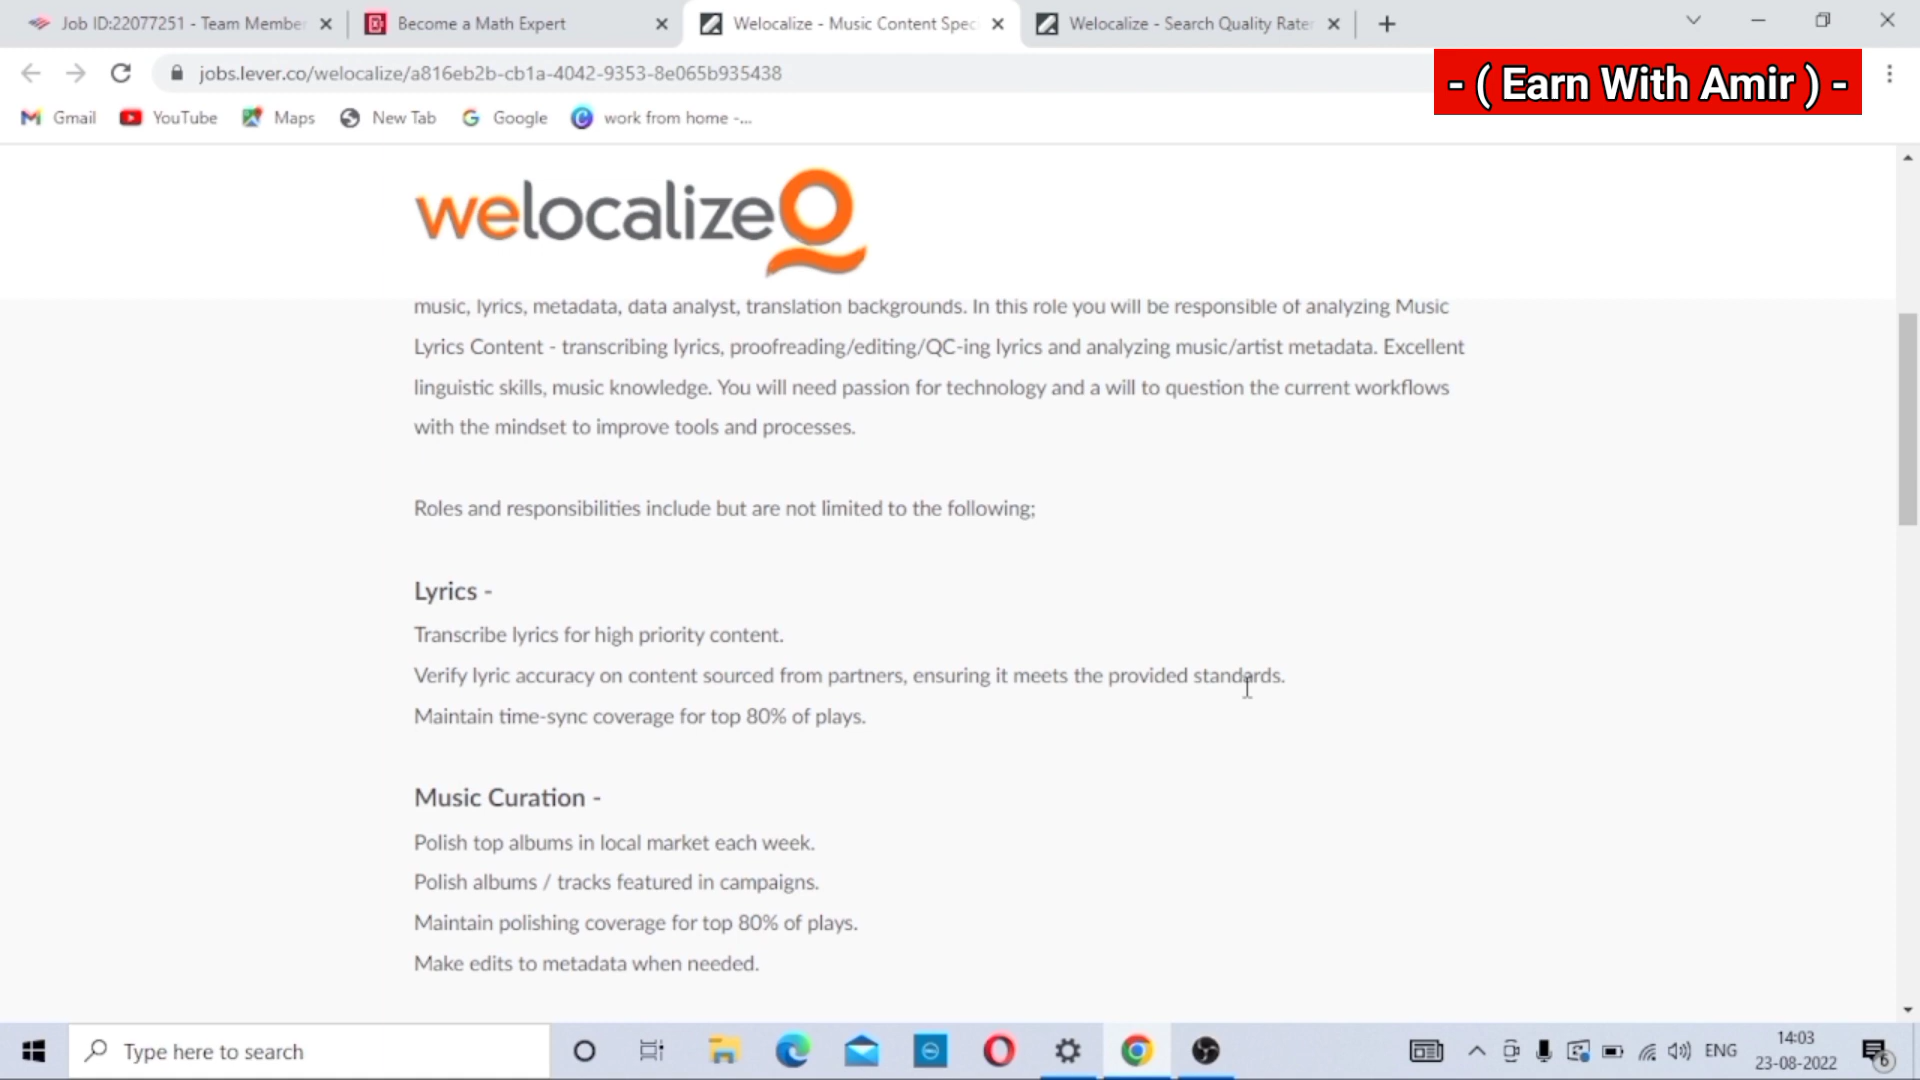 Job ID:22077251 - Team Member
Become a Math Expert
Welocalize - Music Content Spec
Welocalize - Search Quality Rater
jobs.lever.co/welocalize/a816eb2b-cb1a-4042-9353-8e065b935438
- ( Earn With Amir ) -
Gmail
YouTube
Maps
New Tab
Google
work from home -...
welocalize
music, lyrics, metadata, data analyst, translation backgrounds. In this role you will be responsible of analyzing Music
Lyrics Content - transcribing lyrics, proofreading/editing/QC-ing lyrics and analyzing music/artist metadata. Excellent
linguistic skills, music knowledge. You will need passion for technology and a will to question the current workflows
with the mindset to improve tools and processes.
Roles and responsibilities include but are not limited to the following;
Lyrics -
Transcribe lyrics for high priority content.
Verify lyric accuracy on content sourced from partners, ensuring it meets the provided standards.
Maintain time-sync coverage for top 80% of plays.
Music Curation -
Polish top albums in local market each week.
Polish albums / tracks featured in campaigns.
Maintain polishing coverage for top 80% of plays.
Make edits to metadata when needed.
Type here to search
ENG
14:03
23-08-2022
6